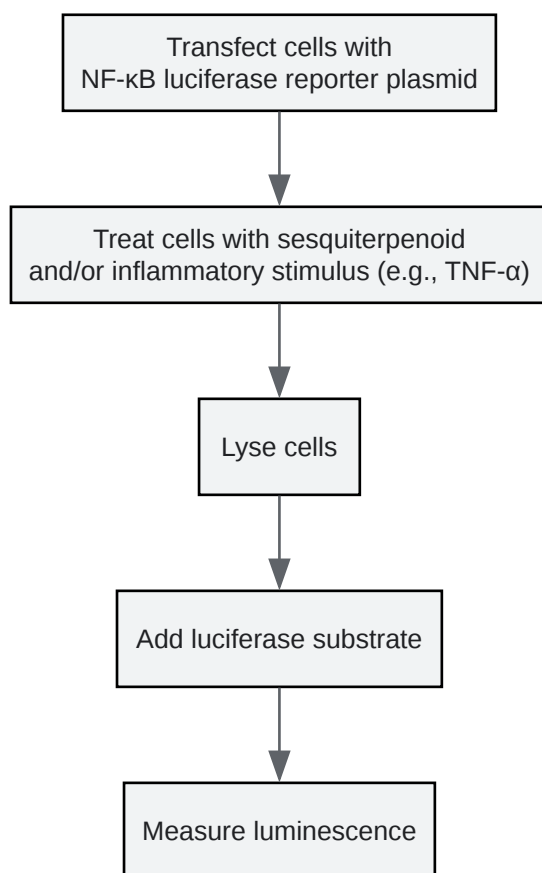 Transfect cells with
NF-κB luciferase reporter plasmid
Treat cells with sesquiterpenoid
and/or inflammatory stimulus (e.g., TNF-α)
Lyse cells
Add luciferase substrate
Measure luminescence